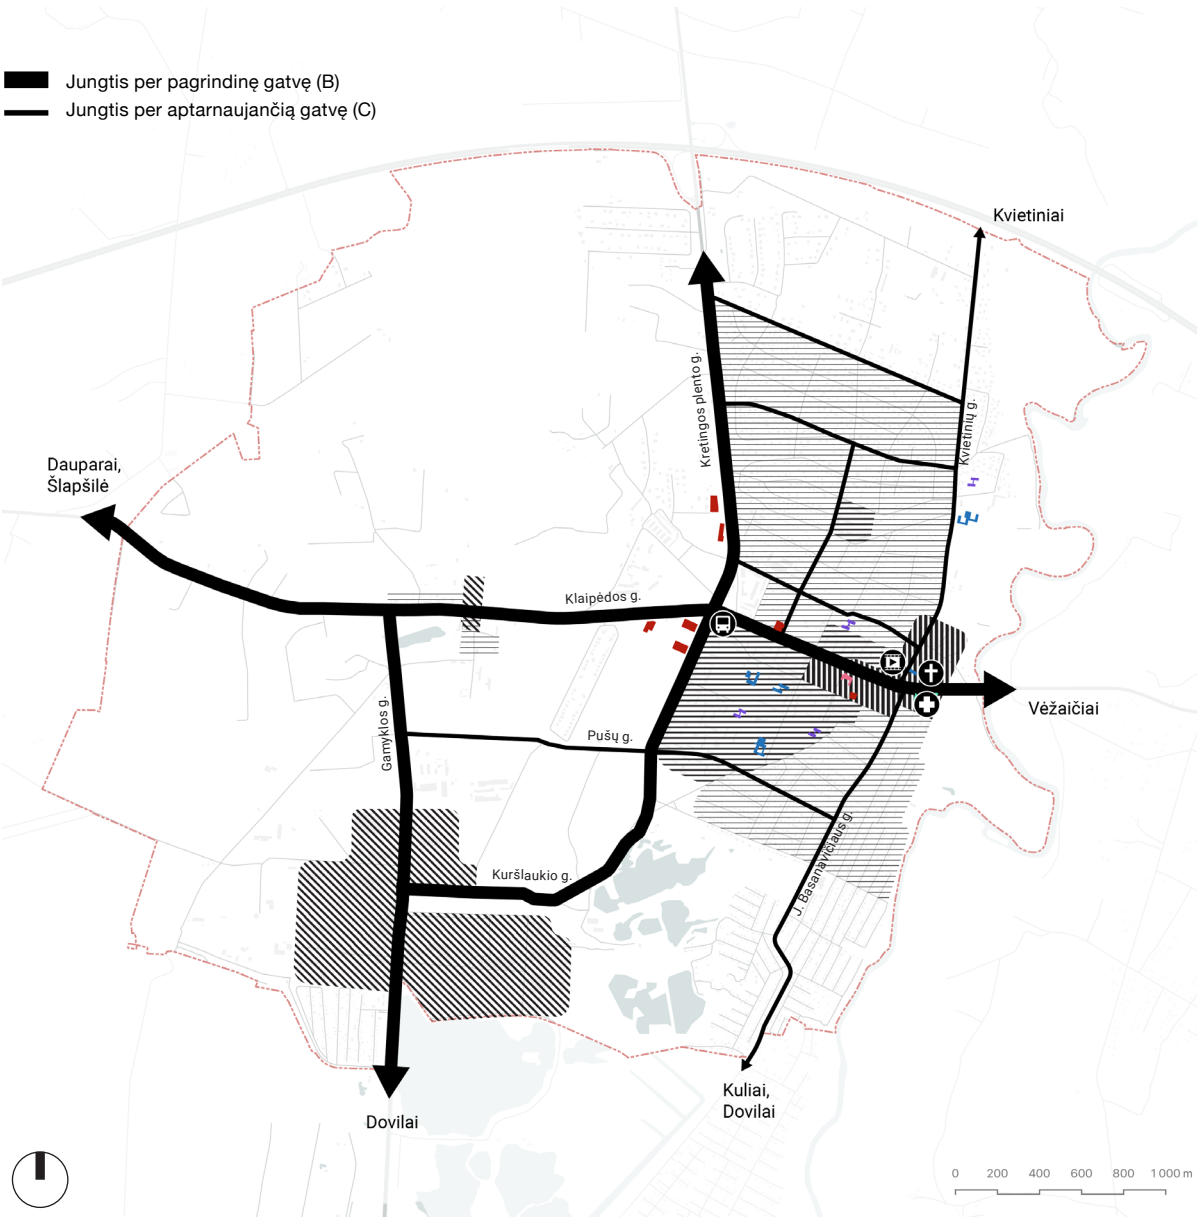 Jungtis per pagrindinę gatvę (B)
Jungtis per aptarnaujančią gatvę (C)
Kvietiniai
Kretingos plento g.
Kvietinių g.
Dauparai,
Šlapšilė
Klaipėdos g.
Vėžaičiai
Gamyklos g.
Pušų g.
J. Basanavičiaus g.
Kuršlaukio g.
Kuliai,
Dovilai
Dovilai
0 200 400 600 800 1 000 m